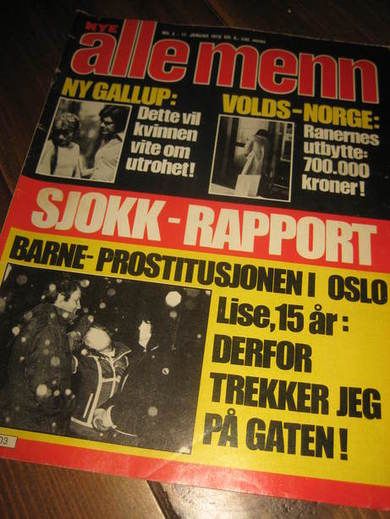 NYE
alle menn
NY GALLUP:
Dette vil
kvinnen
vite om
utrohet!
VOLDS-NORGE:
Ranernes
utbytte:
700.000
kroner!
SJOKK-RAPPORT
BARNE-PROSTITUSJONEN I OSLO
Lise, 15 år:
DERFOR
TREKKER JEG
PÅ GATEN!
03